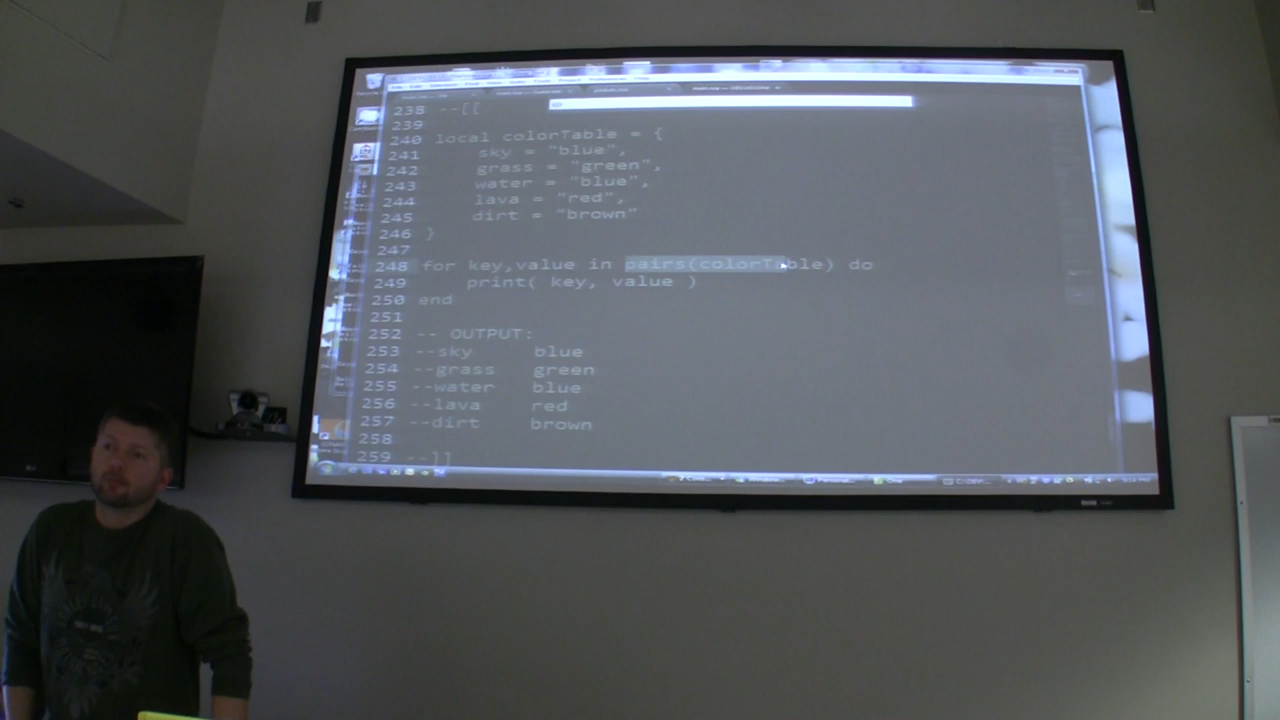 238 --[[
239
240 local colorTable = {
241 sky = "blue",
242 grass = "green",
243 water = "blue",
244 lava = "red",
245 dirt = "brown"
246 }
247
248 for key,value in pairs(colorTable) do
249 print( key, value )
250 end
251
252 -- OUTPUT:
253 --sky blue
254 --grass green
255 --water blue
256 --lava red
257 --dirt brown
258
259 --]]